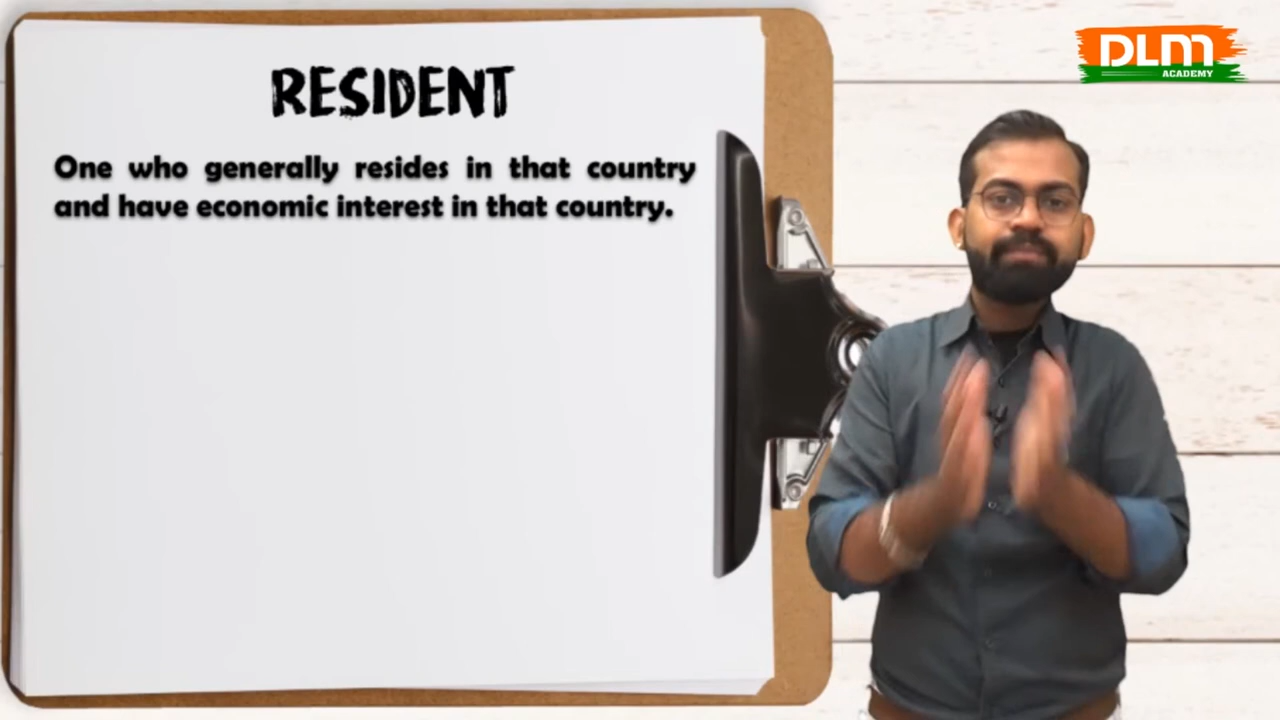 DLM
ACADEMY
RESIDENT
One who generally resides in that country
and have economic interest in that country.